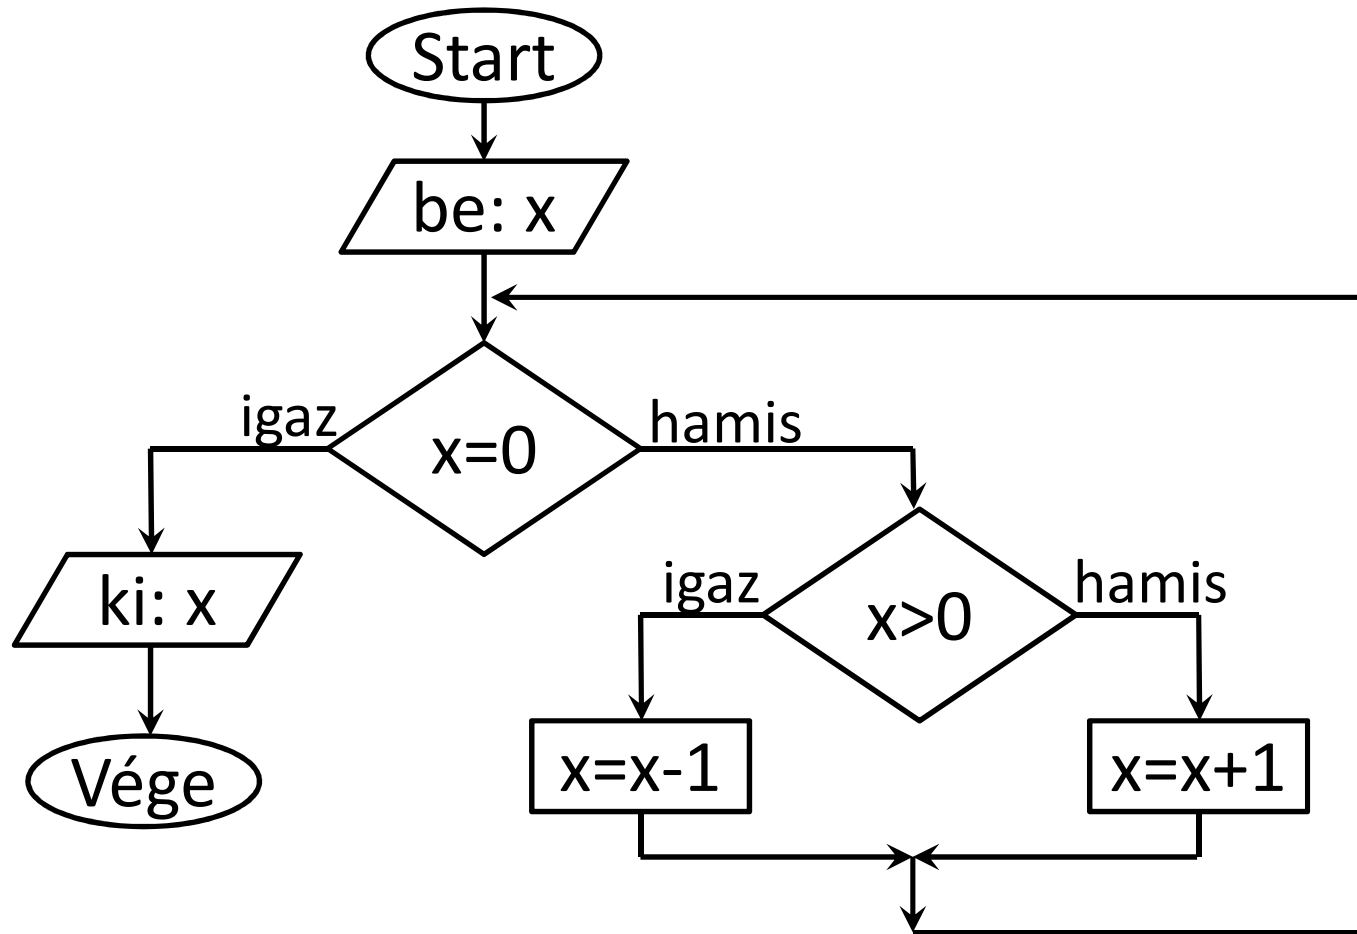 Start
be: x
igaz
x=0
hamis
ki: x
Vége
igaz
x>0
hamis
x=x-1
x=x+1